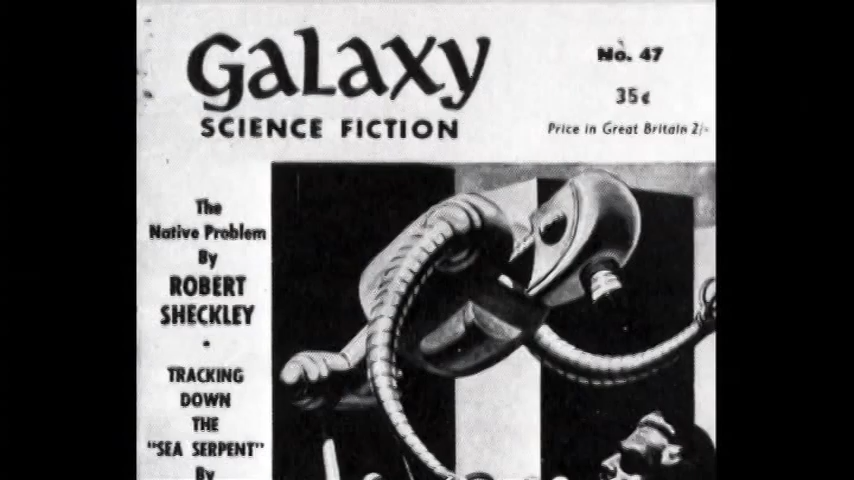 Galaxy
SCIENCE FICTION
No. 47
35¢
Price in Great Britain 2/-
The
Native Problem
By
ROBERT
SHECKLEY
•
TRACKING
DOWN
THE
"SEA SERPENT"
By